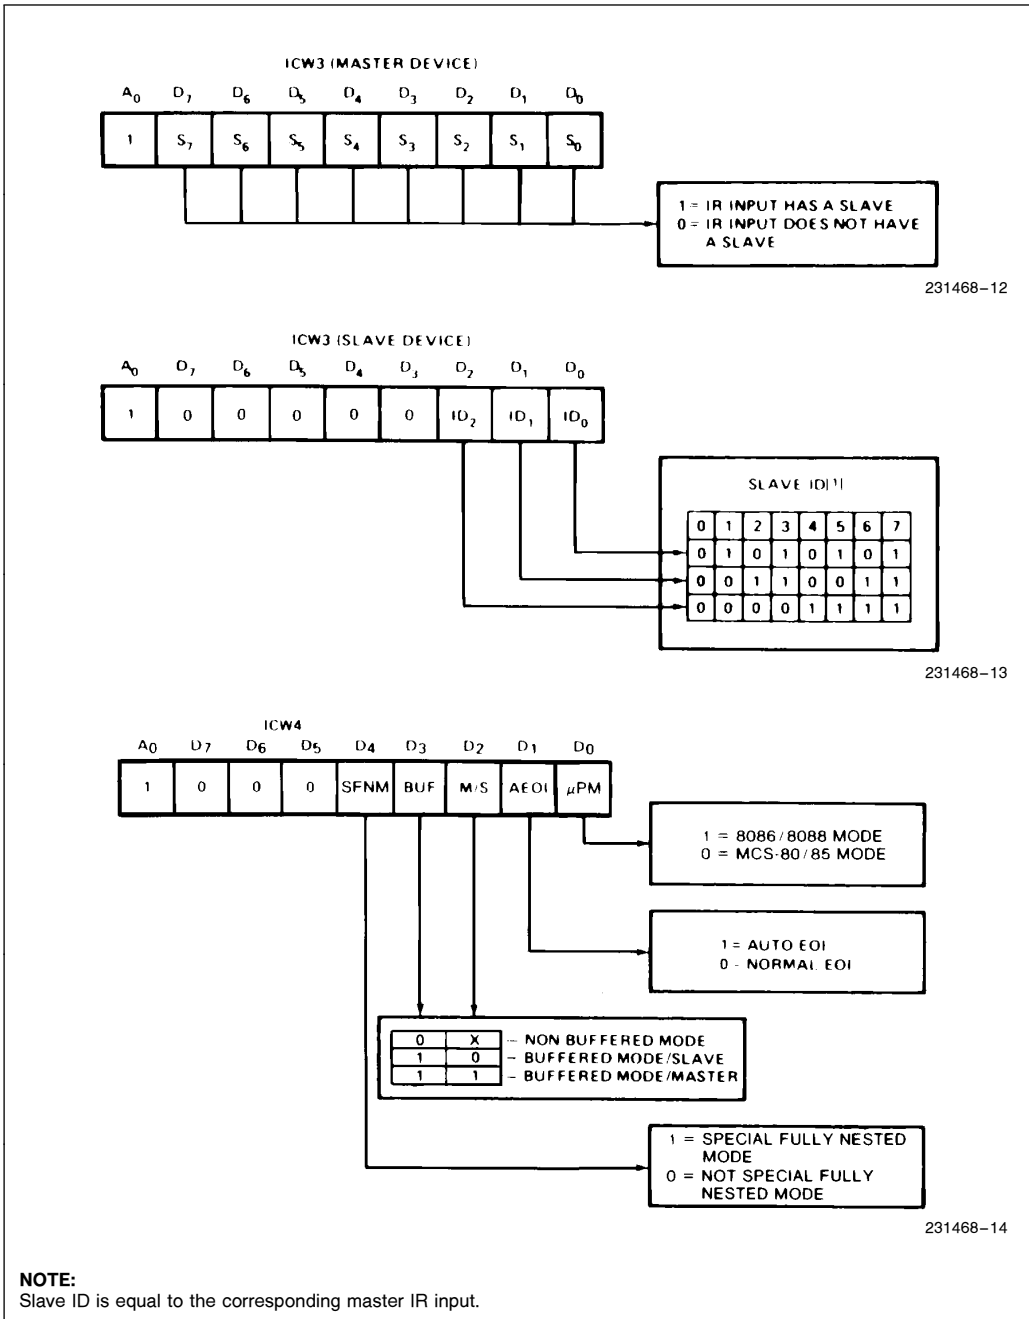 ICW3 (MASTER DEVICE)
A0 D7 D6 D5 D4 D3 D2 D1 D0
1 S7 S6 S5 S4 S3 S2 S1 S0
1 = IR INPUT HAS A SLAVE
0 = IR INPUT DOES NOT HAVE
A SLAVE
231468-12
ICW3 (SLAVE DEVICE)
A0 D7 D6 D5 D4 D3 D2 D1 D0
1 0 0 0 0 0 ID2 ID1 ID0
SLAVE ID[1]
0 1 2 3 4 5 6 7
0 1 0 1 0 1 0 1
0 0 1 1 0 0 1 1
0 0 0 0 1 1 1 1
231468-13
ICW4
A0 D7 D6 D5 D4 D3 D2 D1 D0
1 0 0 0 SFNM BUF M/S AEOI µPM
1 = 8086/8088 MODE
0 = MCS-80/85 MODE
1 = AUTO EOI
0 - NORMAL EOI
0 X - NON BUFFERED MODE
1 0 - BUFFERED MODE/SLAVE
1 1 - BUFFERED MODE/MASTER
1 = SPECIAL FULLY NESTED
MODE
0 = NOT SPECIAL FULLY
NESTED MODE
231468-14
NOTE:
Slave ID is equal to the corresponding master IR input.